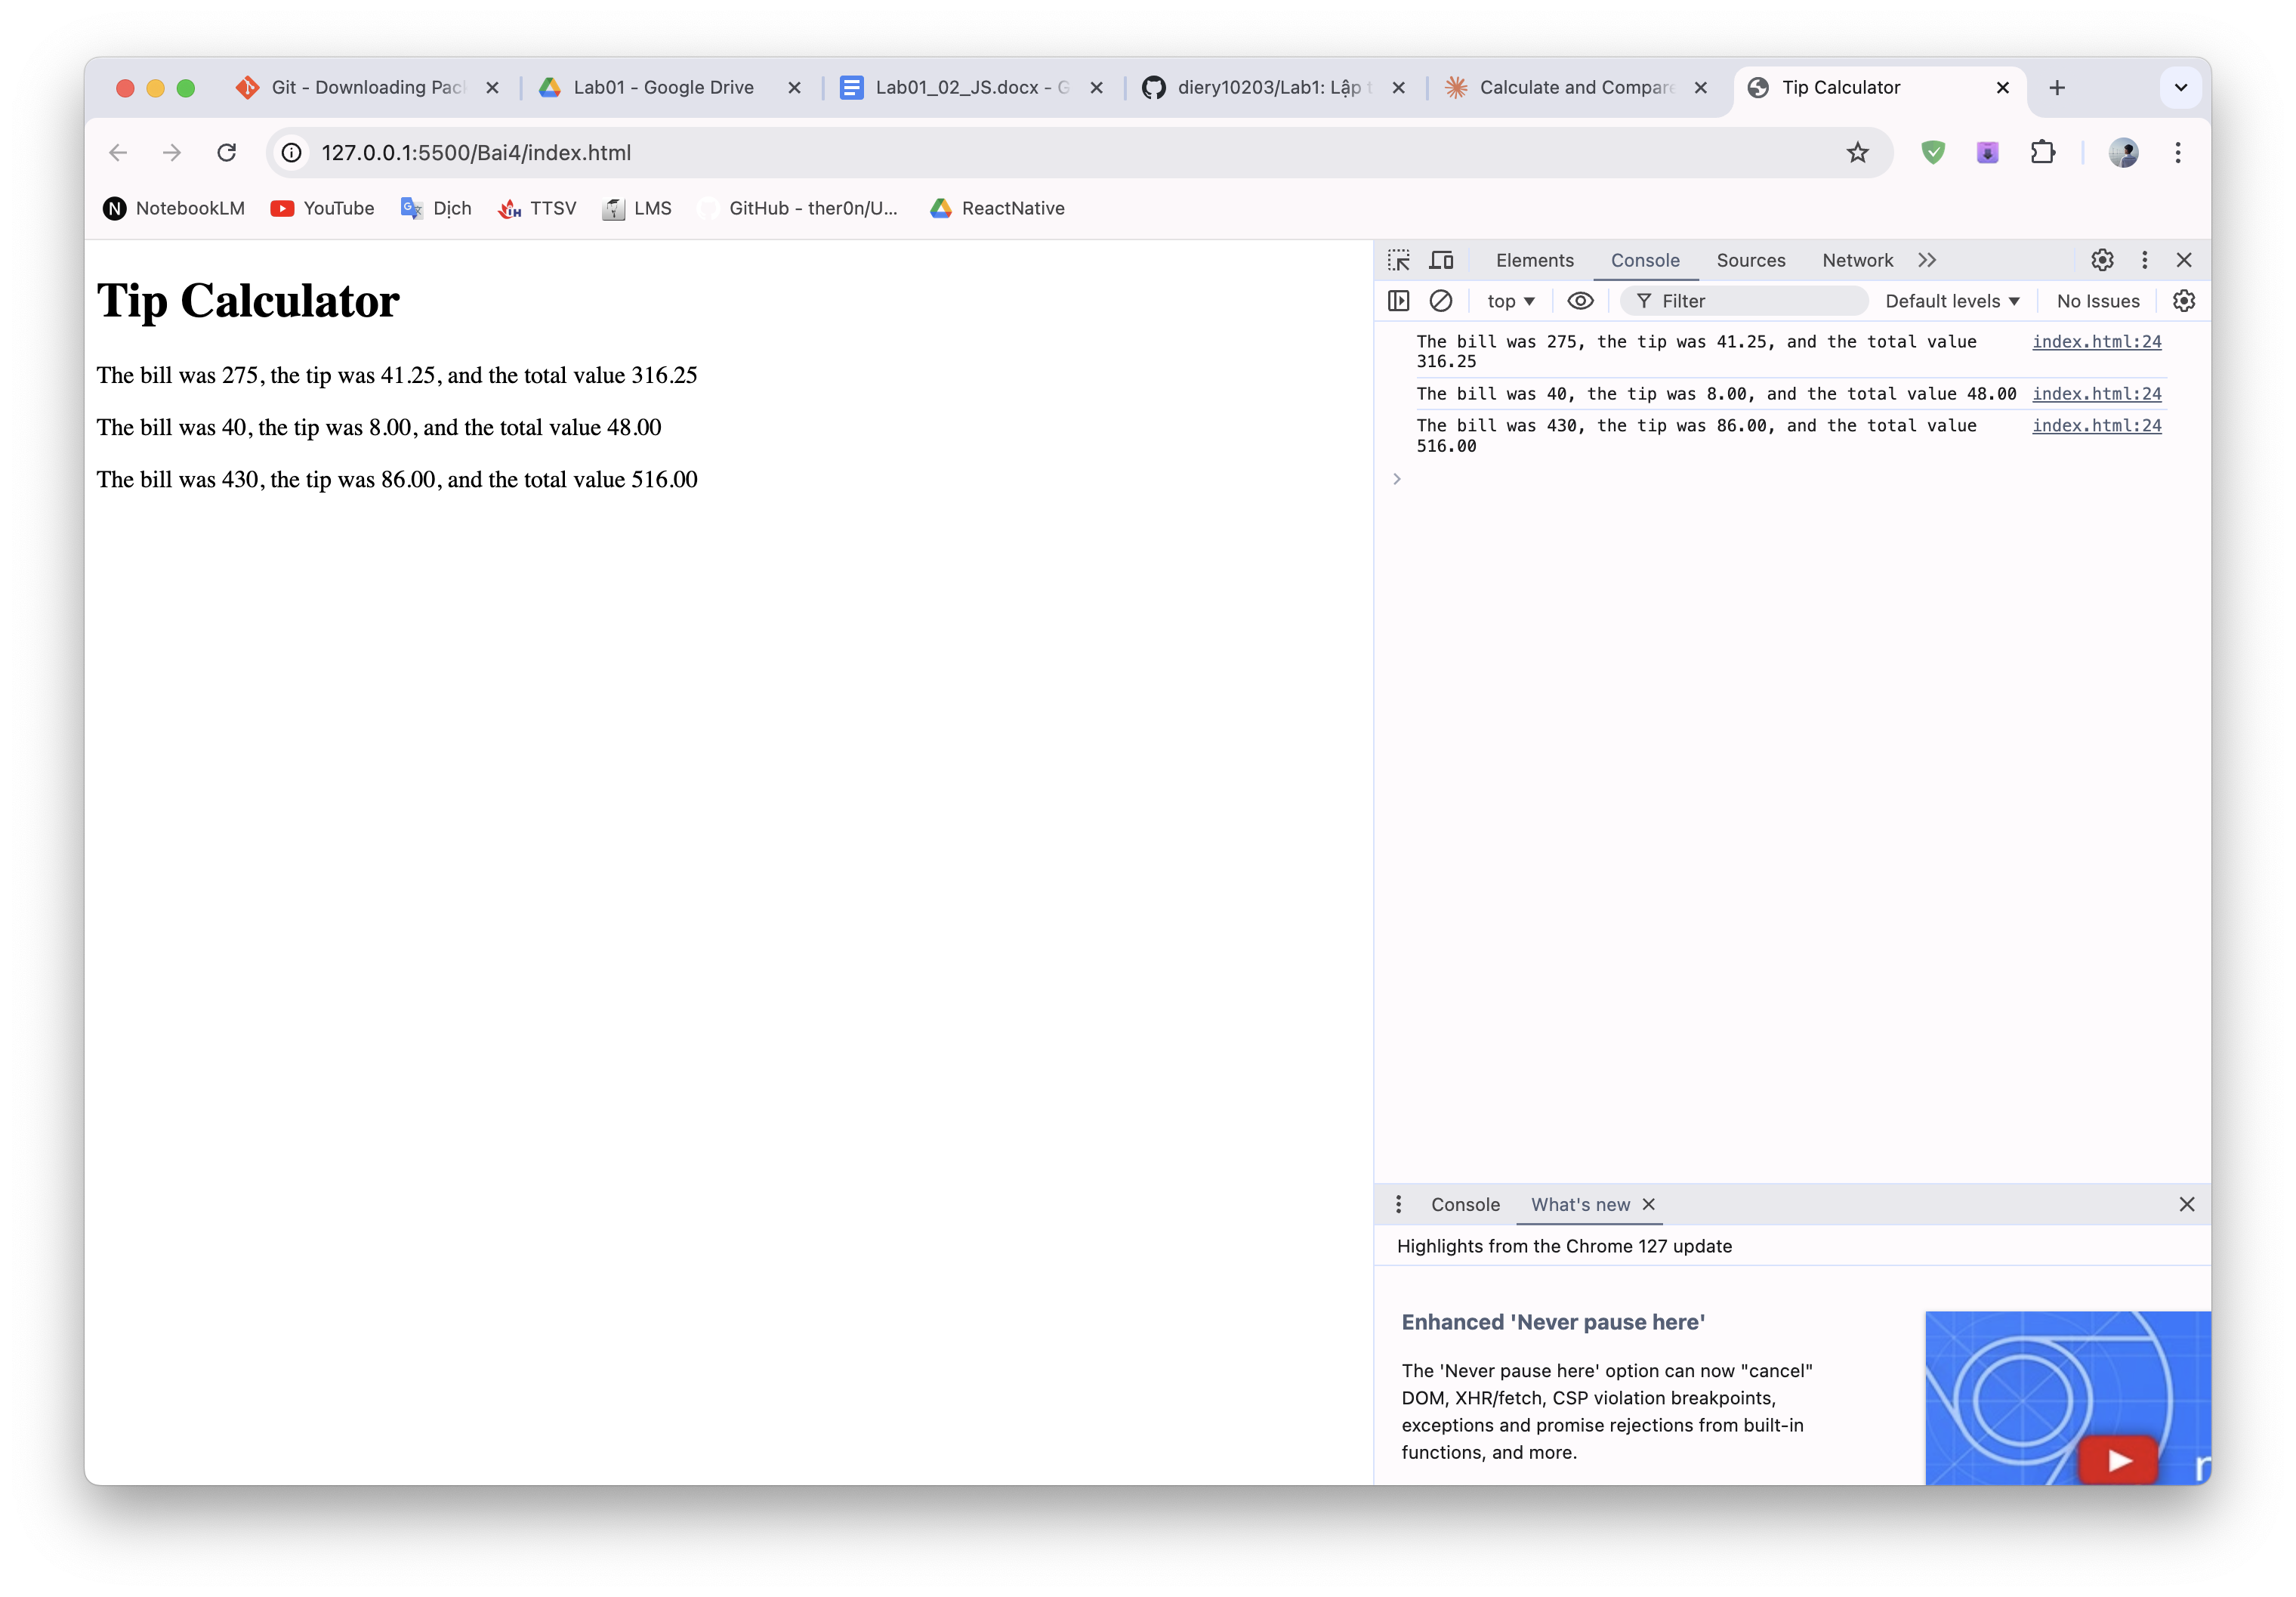 Git - Downloading Pac
Lab01 - Google Drive
Lab01_02_JS.docx - G
diery10203/Lab1: Lập t
Calculate and Compare
Tip Calculator
127.0.0.1:5500/Bai4/index.html
NotebookLM
YouTube
Dịch
TTSV
LMS
GitHub - ther0n/U...
ReactNative
Tip Calculator
The bill was 275, the tip was 41.25, and the total value 316.25
The bill was 40, the tip was 8.00, and the total value 48.00
The bill was 430, the tip was 86.00, and the total value 516.00
Elements
Console
Sources
Network
top
Filter
Default levels
No Issues
The bill was 275, the tip was 41.25, and the total value
index.html:24
316.25
The bill was 40, the tip was 8.00, and the total value 48.00
index.html:24
The bill was 430, the tip was 86.00, and the total value
index.html:24
516.00
Console
What's new
Highlights from the Chrome 127 update
Enhanced 'Never pause here'
The 'Never pause here' option can now "cancel"
DOM, XHR/fetch, CSP violation breakpoints,
exceptions and promise rejections from built-in
functions, and more.